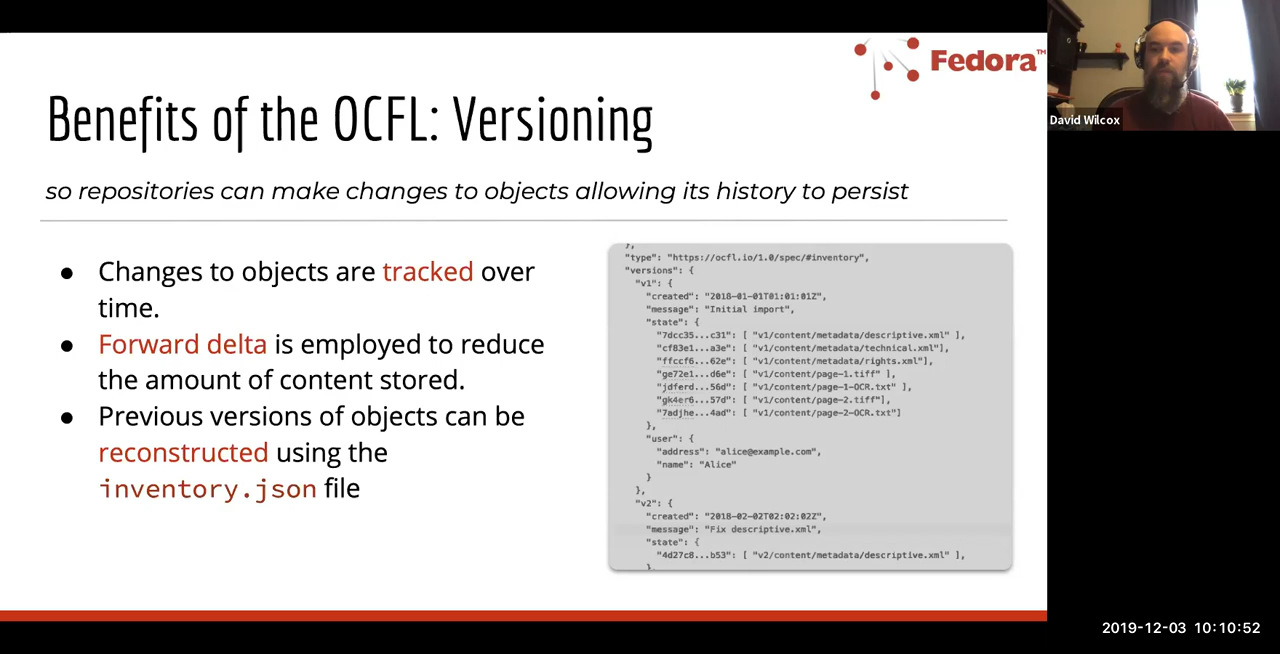 Fedora™
Benefits of the OCFL: Versioning
so repositories can make changes to objects allowing its history to persist
● Changes to objects are tracked over
time.
● Forward delta is employed to reduce
the amount of content stored.
● Previous versions of objects can be
reconstructed using the
inventory.json file
},
"type": "https://ocfl.io/1.0/spec/#inventory",
"versions": {
"v1": {
"created": "2018-01-01T01:01:01Z",
"message": "Initial import",
"state": {
"7dcc35...c31": [ "v1/content/metadata/descriptive.xml" ],
"cf83e1...a3e": [ "v1/content/metadata/technical.xml"],
"ffccf6...62e": [ "v1/content/metadata/rights.xml"],
"ge72e1...d6e": [ "v1/content/page-1.tiff" ],
"jdferd...56d": [ "v1/content/page-1-OCR.txt" ],
"gk4er6...57d": [ "v1/content/page-2.tiff"],
"7adjhe...4ad": [ "v1/content/page-2-OCR.txt"]
},
"user": {
"address": "alice@example.com",
"name": "Alice"
}
},
"v2": {
"created": "2018-02-02T02:02:02Z",
"message": "Fix descriptive.xml",
"state": {
"4d27c8...b53": [ "v2/content/metadata/descriptive.xml" ],
},
David Wilcox
2019-12-03 10:10:52